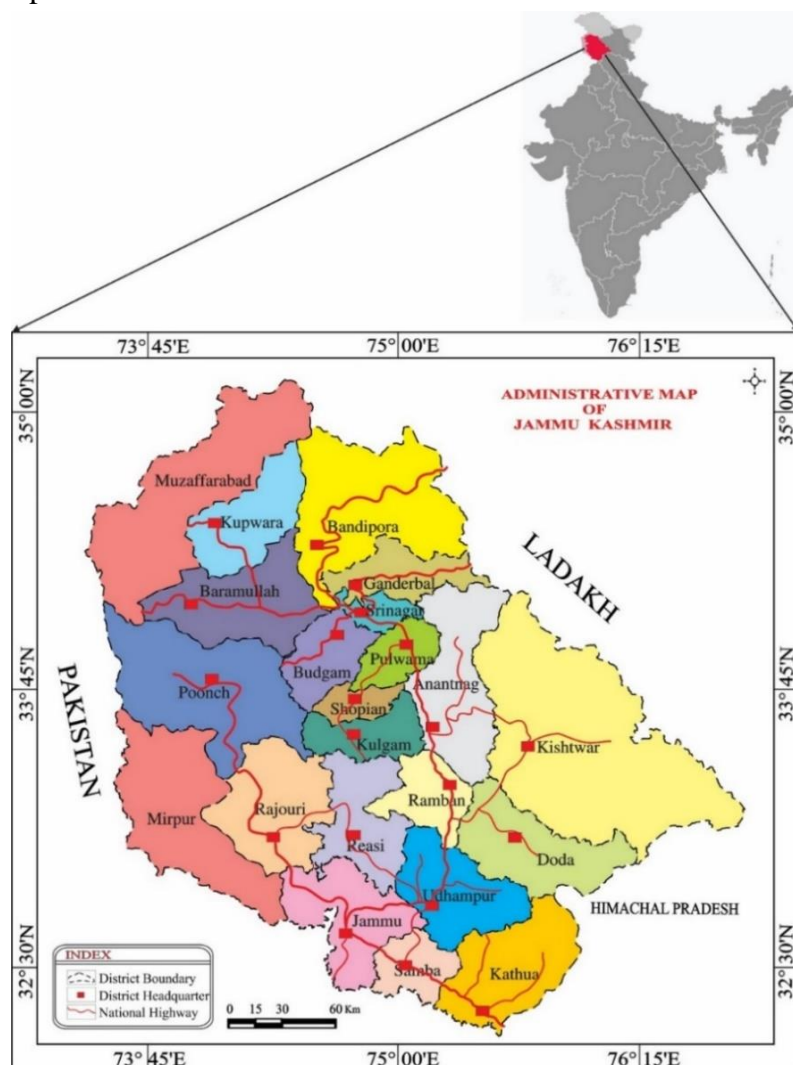 73°45'E 75°00'E 76°15'E
35°00'N 35°00'N
ADMINISTRATIVE MAP
OF
JAMMU KASHMIR
Muzaffarabad
Kupwara
Bandipora
LADAKH
Baramullah
Ganderbal
Srinagar
Budgam
Pulwama
Anantnag
33°45'N 33°45'N
PAKISTAN
Poonch
Shopian
Kulgam
Kishtwar
Mirpur
Rajouri
Reasi
Ramban
Doda
Udhampur
HIMACHAL PRADESH
Jammu
Samba
Kathua
32°30'N 32°30'N
INDEX
District Boundary
District Headquarter
National Highway
0 15 30 60 Km
73°45'E 75°00'E 76°15'E